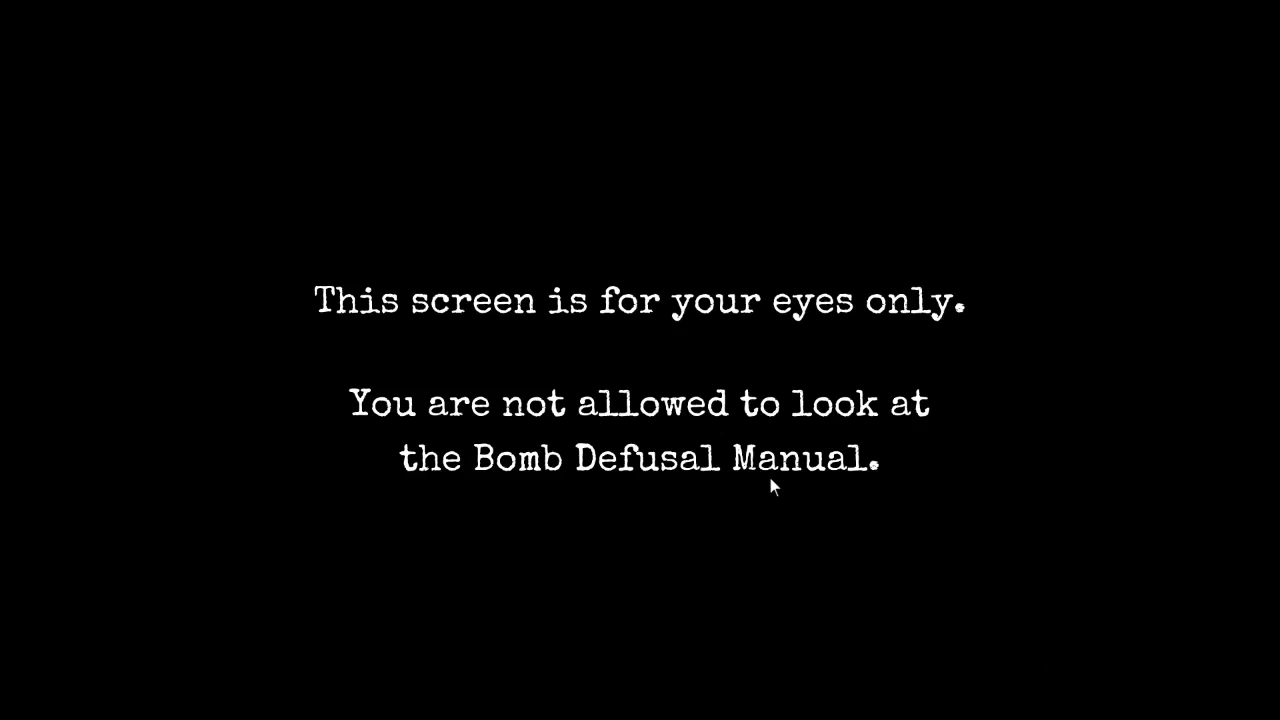 This screen is for your eyes only.
You are not allowed to look at
the Bomb Defusal Manual.